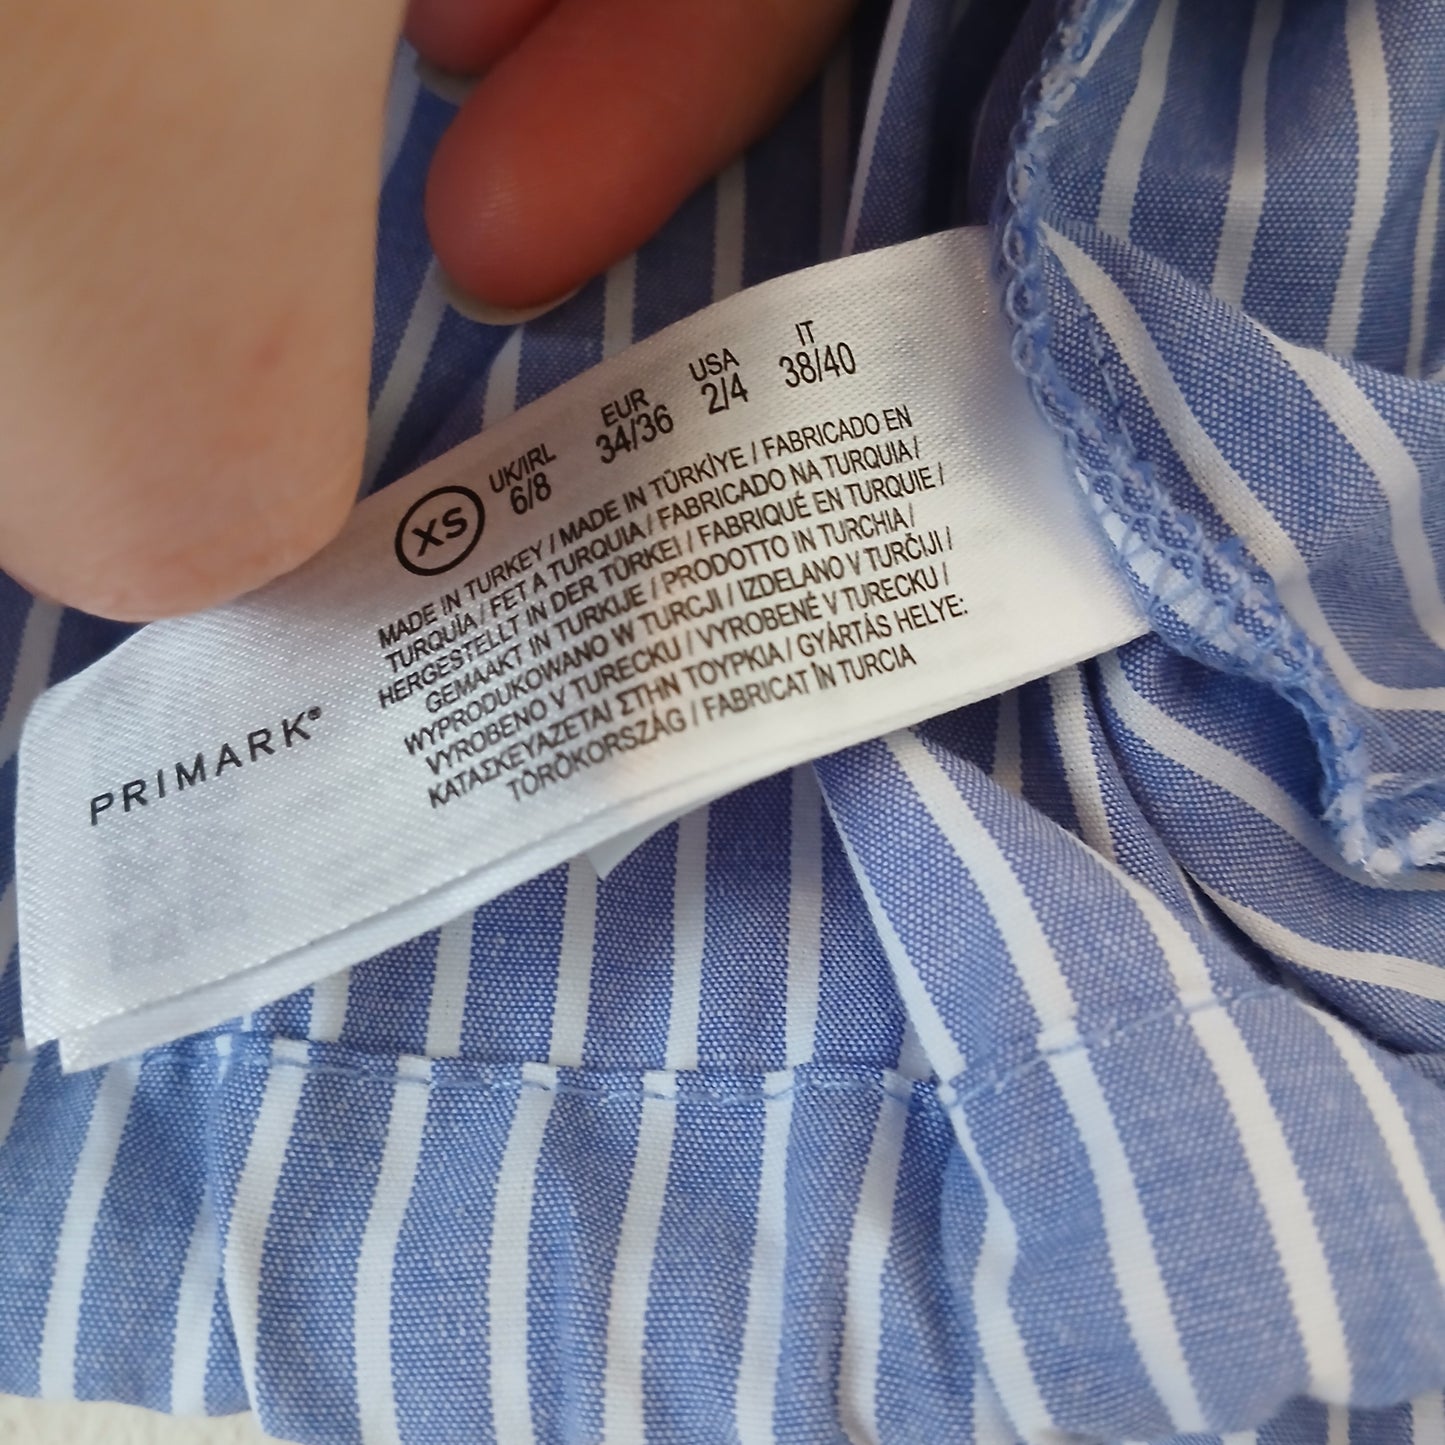 PRIMARK®
XS
UK/IRL EUR USA IT
6/8 34/36 2/4 38/40
MADE IN TURKEY / MADE IN TÜRKİYE / FABRICADO EN
TURQUÍA / FET A TURQUIA / FABRICADO NA TURQUIA /
HERGESTELLT IN DER TÜRKEI / FABRIQUÉ EN TURQUIE /
GEMAAKT IN TURKIJE / PRODOTTO IN TURCHIA /
WYPRODUKOWANO W TURCJI / IZDELANO V TURČIJI /
VYROBENO V TURECKU / VYROBENÉ V TURECKU /
ΚΑΤΑΣΚΕΥΑΖΕΤΑΙ ΣΤΗΝ ΤΟΥΡΚΙΑ / GYÁRTÁS HELYE:
TÖRÖKORSZÁG / FABRICAT ÎN TURCIA